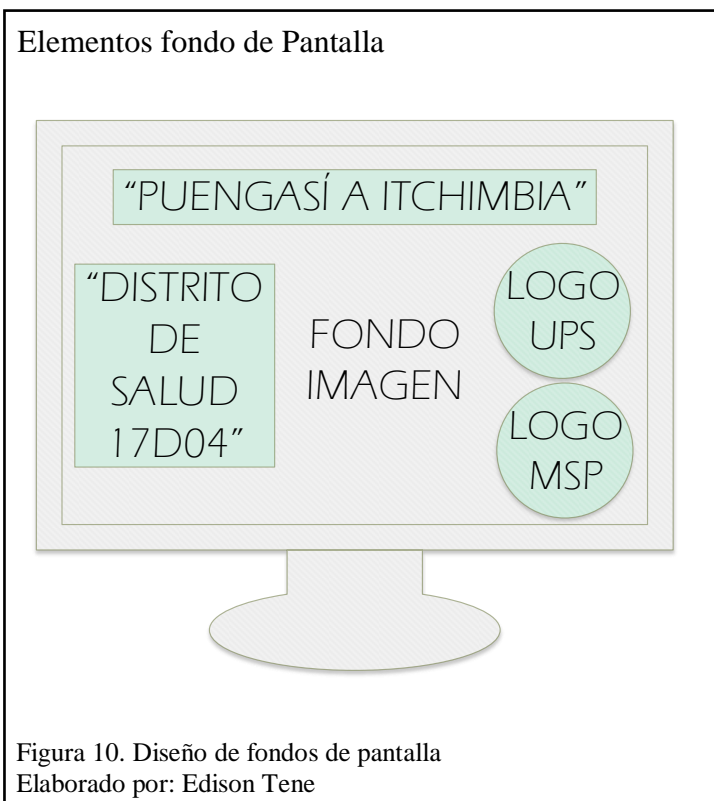 Elementos fondo de Pantalla
“PUENGASÍ A ITCHIMBIA”
“DISTRITO
DE
SALUD
17D04”
FONDO
IMAGEN
LOGO
UPS
LOGO
MSP
Figura 10. Diseño de fondos de pantalla
Elaborado por: Edison Tene